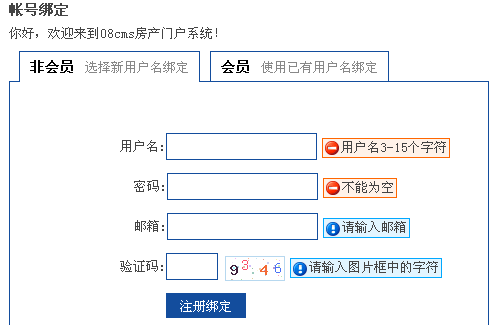 帐号绑定
你好，欢迎来到08cms房产门户系统！
非会员 选择新用户名绑定 会员 使用已有用户名绑定
用户名: 用户名3-15个字符
密码: 不能为空
邮箱: 请输入邮箱
验证码: 9346 请输入图片框中的字符
注册绑定